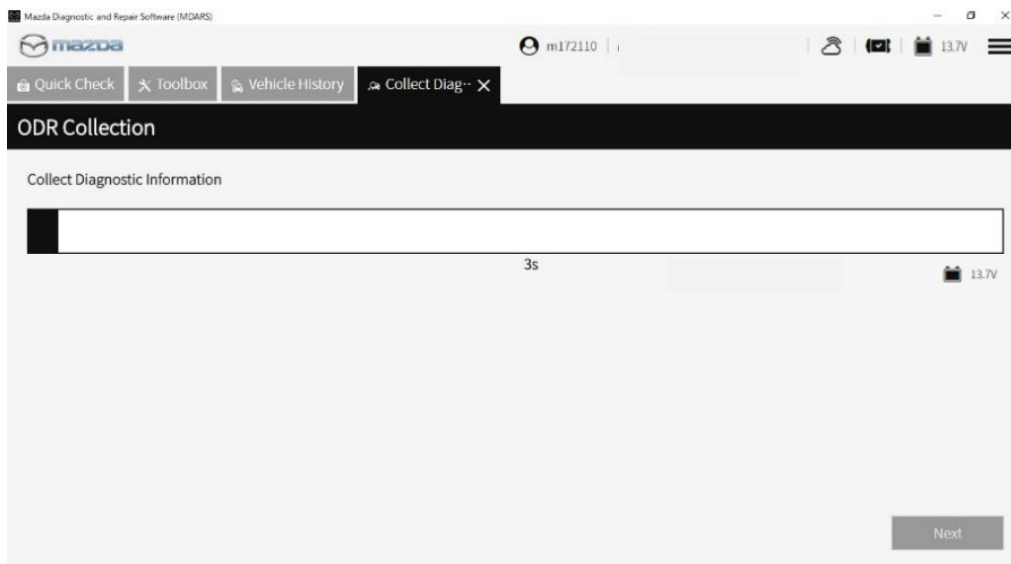 Mazda Diagnostic and Repair Software (MDARS)
mazda
m172110
13.7V
Quick Check
Toolbox
Vehicle History
Collect Diag··
ODR Collection
Collect Diagnostic Information
3s
13.7V
Next